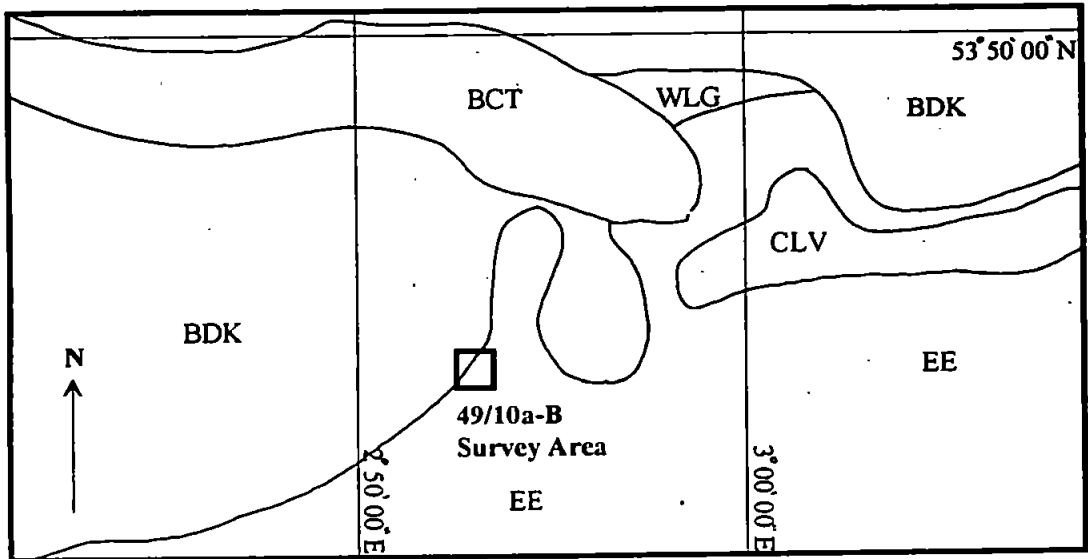 53° 50' 00" N
BCT
WLG
BDK
CLV
BDK
N
EE
49/10a-B
Survey Area
2° 50' 00" E
3° 00' 00" E
EE